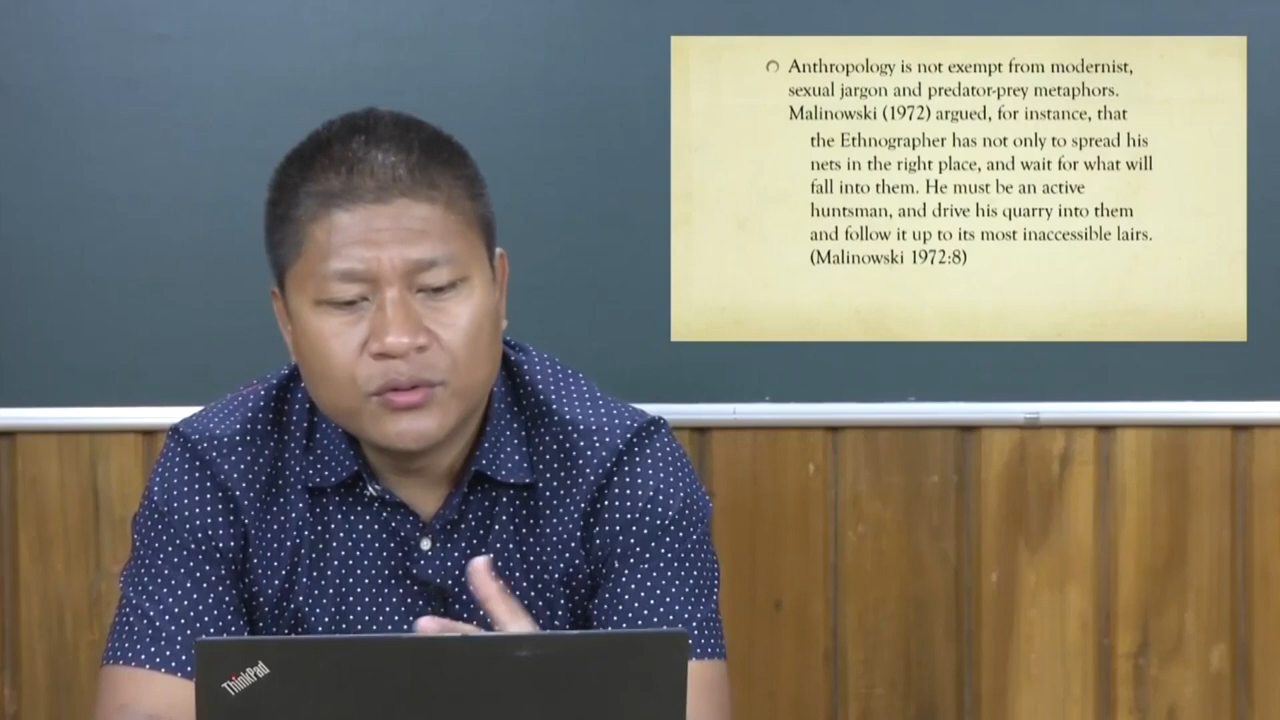 Anthropology is not exempt from modernist,
sexual jargon and predator-prey metaphors.
Malinowski (1972) argued, for instance, that
the Ethnographer has not only to spread his
nets in the right place, and wait for what will
fall into them. He must be an active
huntsman, and drive his quarry into them
and follow it up to its most inaccessible lairs.
(Malinowski 1972:8)
ThinkPad